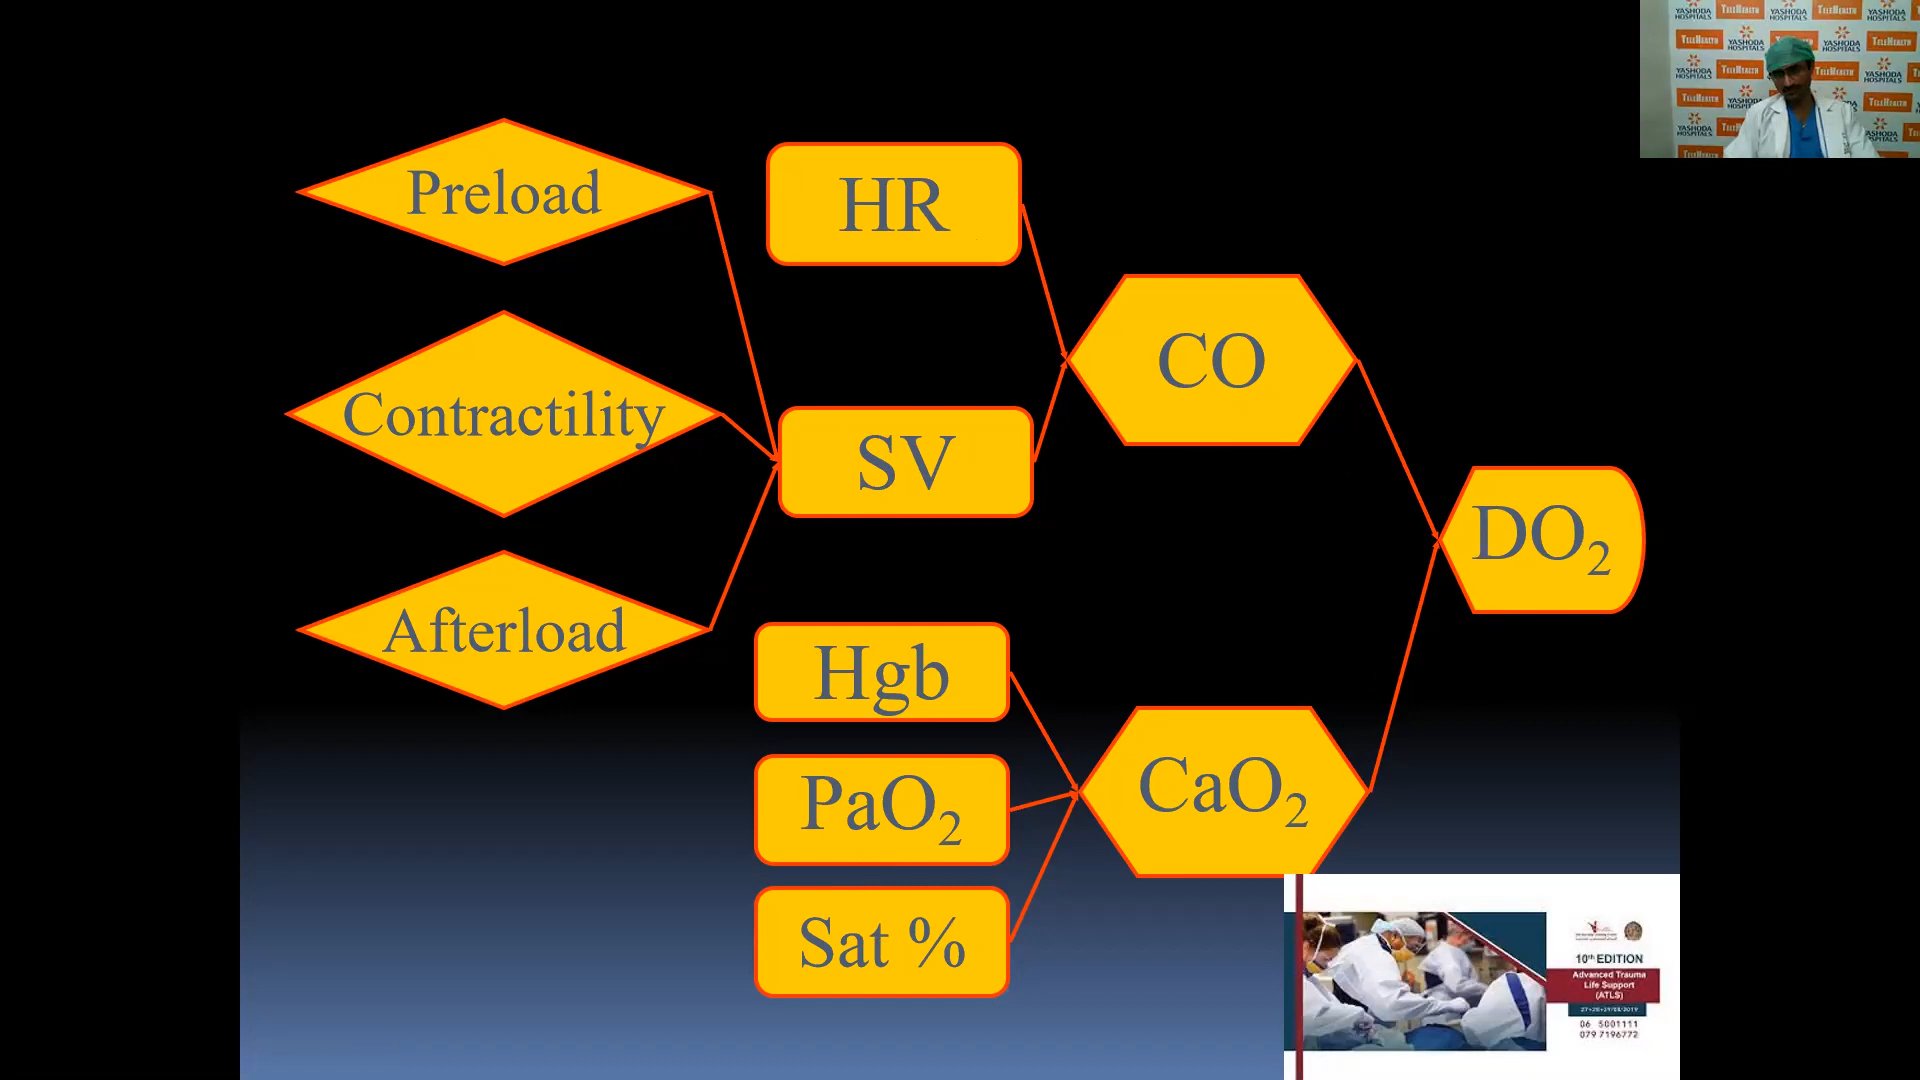 Preload
HR
CO
Contractility
SV
DO₂
Afterload
Hgb
CaO₂
PaO₂
Sat %
10th EDITION
Advanced Trauma
Life Support
(ATLS)
27+28+29/08/2019
06 5001111
079 7196772
YASHODA
HOSPITALS
TELEHEALTH